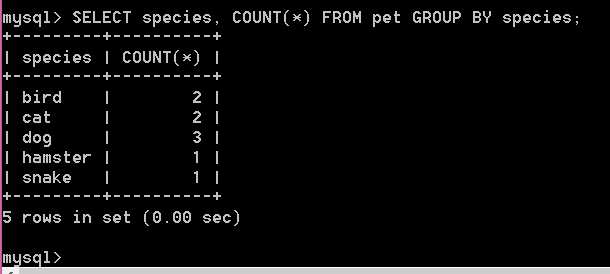 mysql> SELECT species, COUNT(*) FROM pet GROUP BY species;
+---------+----------+
| species | COUNT(*) |
+---------+----------+
| bird    |        2 |
| cat     |        2 |
| dog     |        3 |
| hamster |        1 |
| snake   |        1 |
+---------+----------+
5 rows in set (0.00 sec)
mysql>